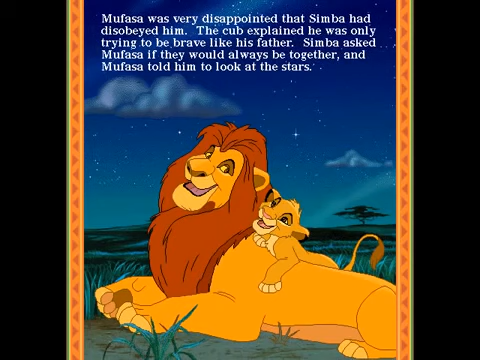 Mufasa was very disappointed that Simba had
disobeyed him.  The cub explained he was only
trying to be brave like his father.  Simba asked
Mufasa if they would always be together, and
Mufasa told him to look at the stars.